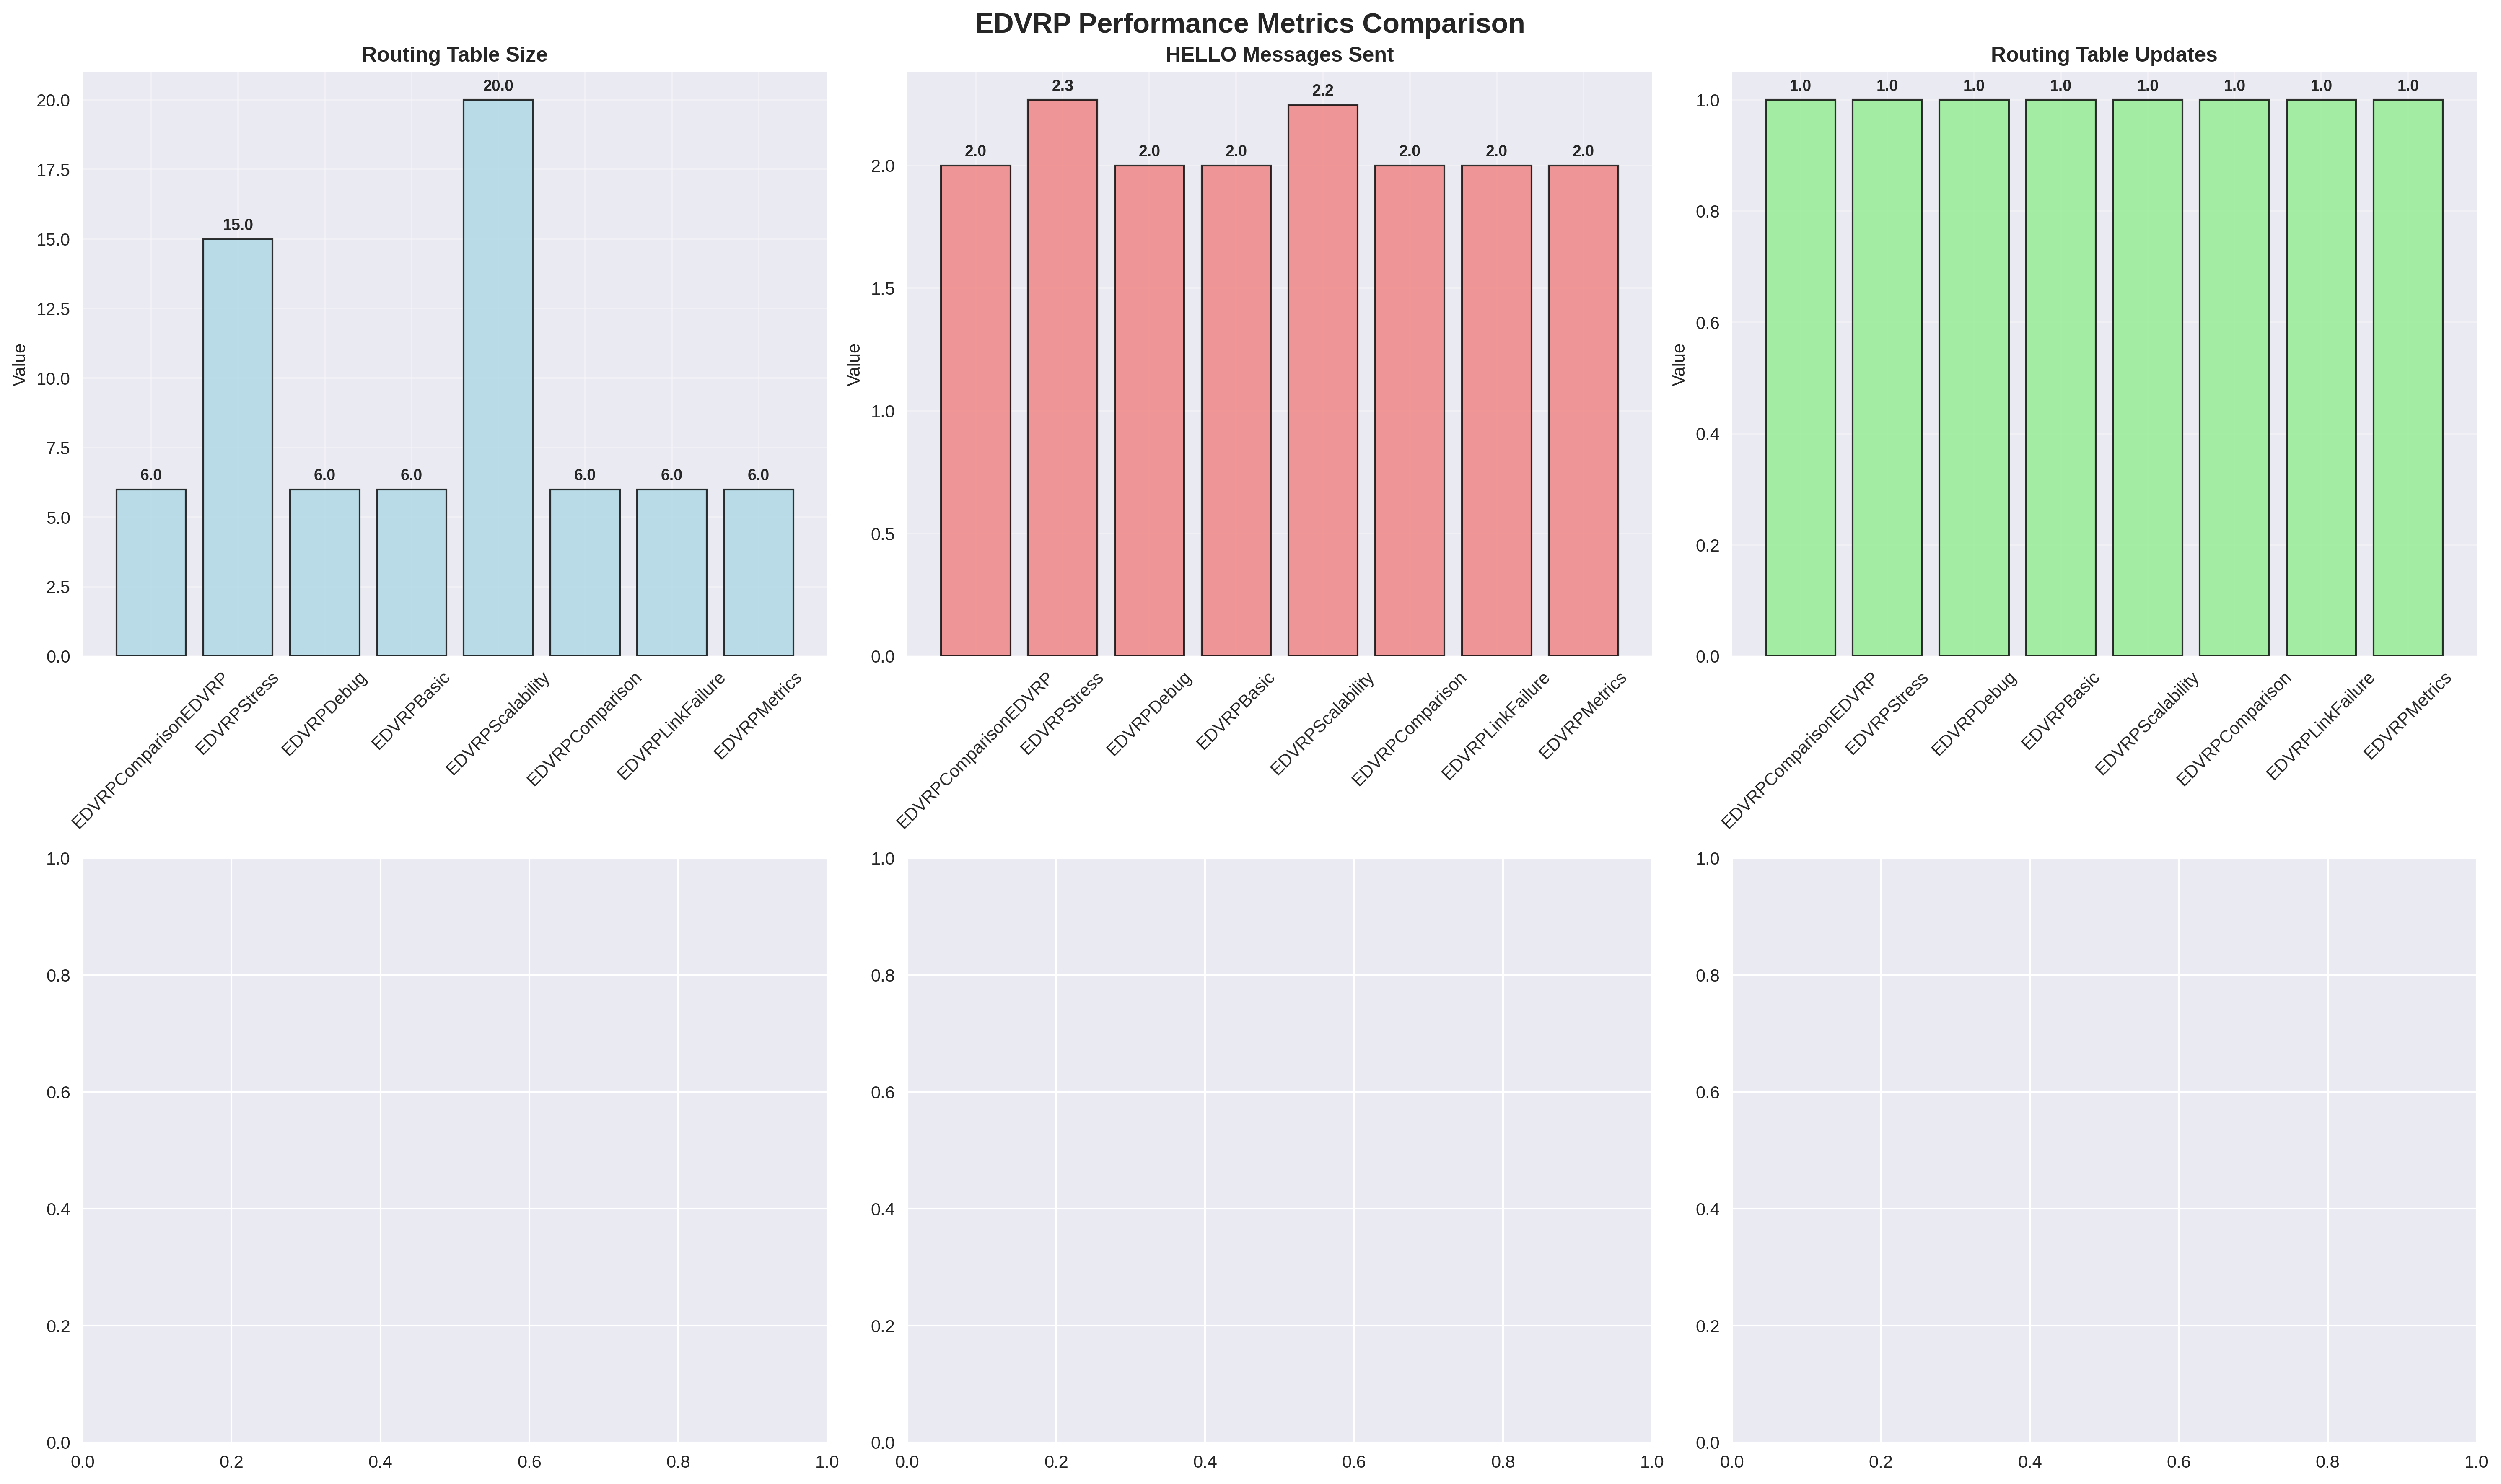 EDVRP Performance Metrics Comparison
Routing Table Size
Value
20.0
17.5
15.0
12.5
10.0
7.5
5.0
2.5
0.0
6.0
15.0
6.0
6.0
20.0
6.0
6.0
6.0
EDVRPComparisonEDVRP
EDVRPStress
EDVRPDebug
EDVRPBasic
EDVRPScalability
EDVRPComparison
EDVRPLinkFailure
EDVRPMetrics
HELLO Messages Sent
Value
2.0
1.5
1.0
0.5
0.0
2.0
2.3
2.0
2.0
2.2
2.0
2.0
2.0
EDVRPComparisonEDVRP
EDVRPStress
EDVRPDebug
EDVRPBasic
EDVRPScalability
EDVRPComparison
EDVRPLinkFailure
EDVRPMetrics
Routing Table Updates
Value
1.0
0.8
0.6
0.4
0.2
0.0
1.0
1.0
1.0
1.0
1.0
1.0
1.0
1.0
EDVRPComparisonEDVRP
EDVRPStress
EDVRPDebug
EDVRPBasic
EDVRPScalability
EDVRPComparison
EDVRPLinkFailure
EDVRPMetrics
1.0
0.8
0.6
0.4
0.2
0.0
0.0 0.2 0.4 0.6 0.8 1.0
1.0
0.8
0.6
0.4
0.2
0.0
0.0 0.2 0.4 0.6 0.8 1.0
1.0
0.8
0.6
0.4
0.2
0.0
0.0 0.2 0.4 0.6 0.8 1.0